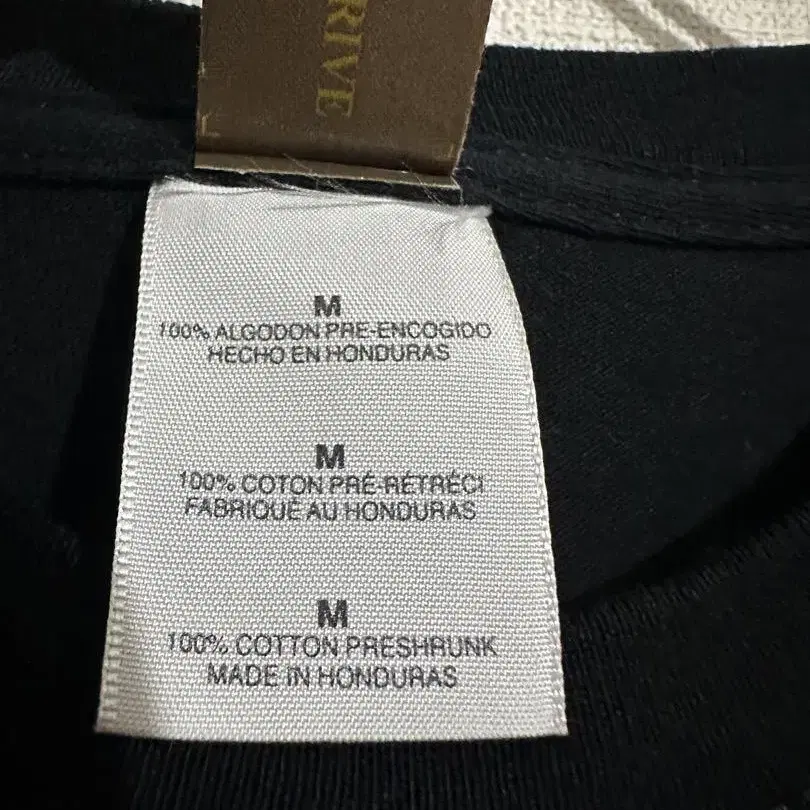 RIVE
M
100% ALGODON PRE-ENCOGIDO
HECHO EN HONDURAS
M
100% COTON PRÉ-RÉTRÉCI
FABRIQUÉ AU HONDURAS
M
100% COTTON PRESHRUNK
MADE IN HONDURAS